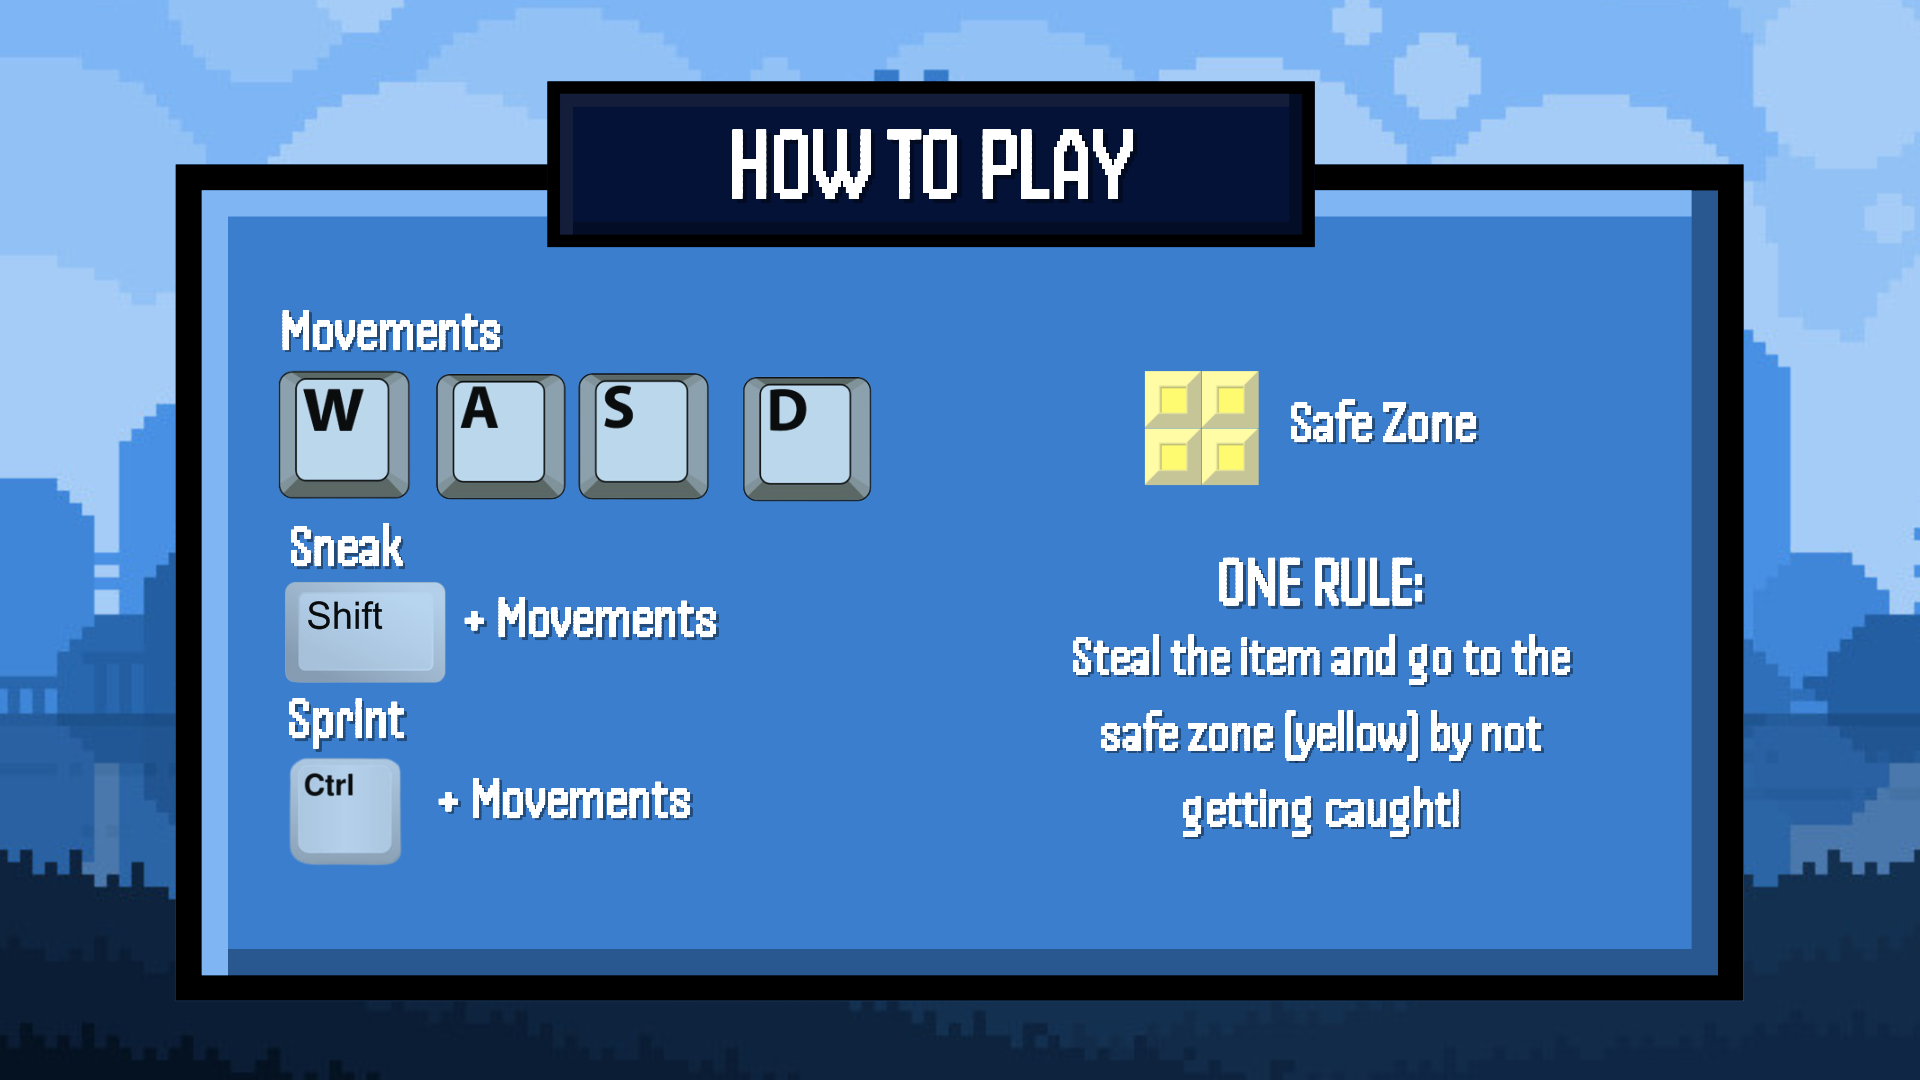 HOW TO PLAY
Movements
W A S D
Sneak
Shift + Movements
Sprint
Ctrl + Movements
Safe Zone
ONE RULE:
Steal the item and go to the
safe zone (yellow) by not
getting caught!